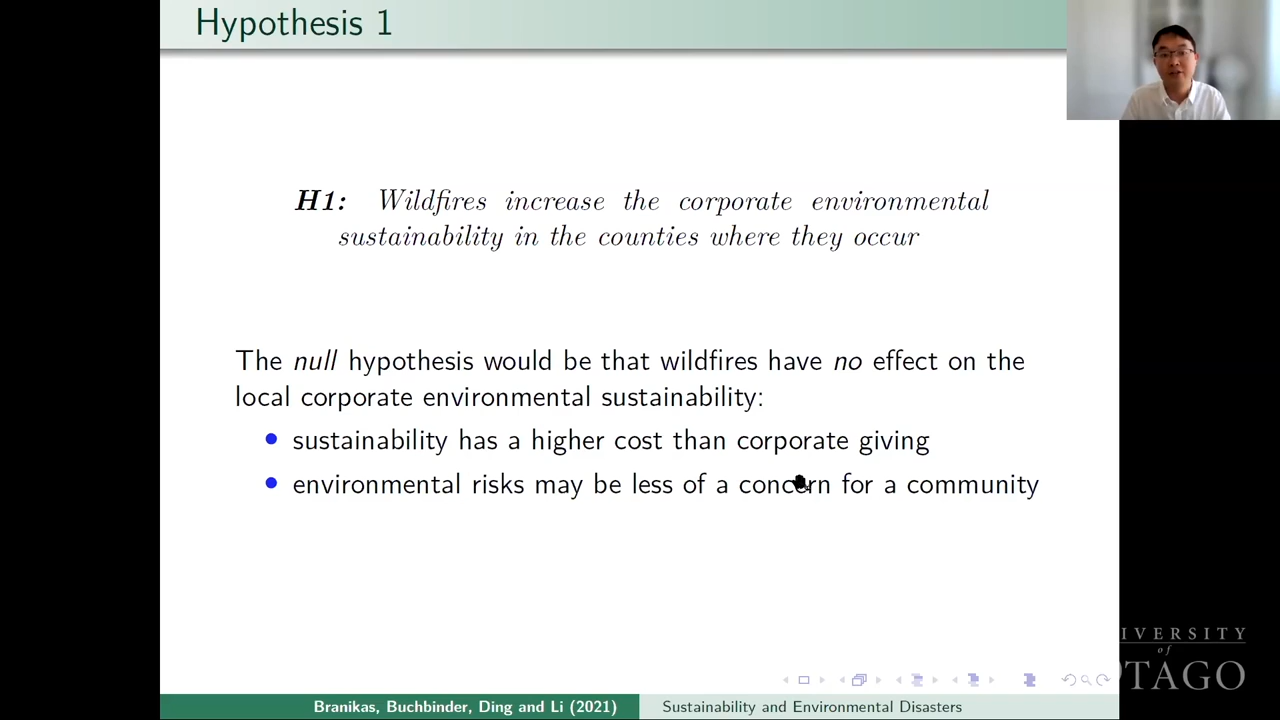 Hypothesis 1
H1: Wildfires increase the corporate environmental
sustainability in the counties where they occur
The null hypothesis would be that wildfires have no effect on the
local corporate environmental sustainability:
sustainability has a higher cost than corporate giving
environmental risks may be less of a concern for a community
IVERSITY
of
TAGO
Branikas, Buchbinder, Ding and Li (2021)
Sustainability and Environmental Disasters